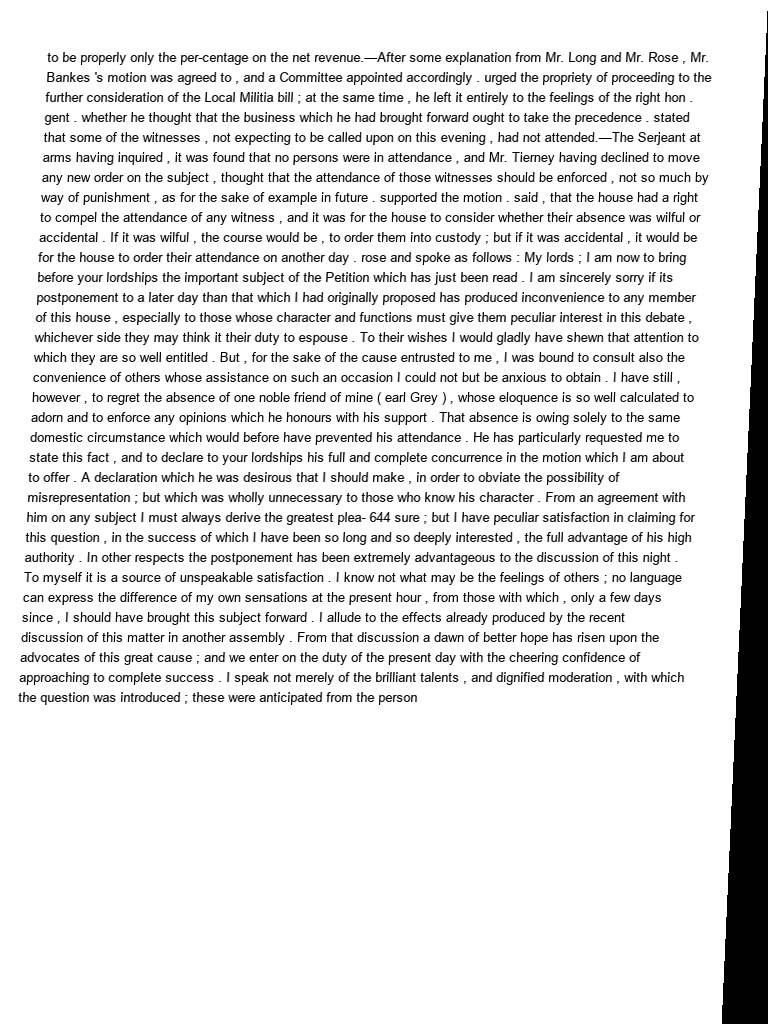 to be properly only the per-centage on the net revenue.—After some explanation from Mr. Long and Mr. Rose , Mr.
Bankes 's motion was agreed to , and a Committee appointed accordingly . urged the propriety of proceeding to the
further consideration of the Local Militia bill ; at the same time , he left it entirely to the feelings of the right hon .
gent . whether he thought that the business which he had brought forward ought to take the precedence . stated
that some of the witnesses , not expecting to be called upon on this evening , had not attended.—The Serjeant at
arms having inquired , it was found that no persons were in attendance , and Mr. Tierney having declined to move
any new order on the subject , thought that the attendance of those witnesses should be enforced , not so much by
way of punishment , as for the sake of example in future . supported the motion . said , that the house had a right
to compel the attendance of any witness , and it was for the house to consider whether their absence was wilful or
accidental . If it was wilful , the course would be , to order them into custody ; but if it was accidental , it would be
for the house to order their attendance on another day . rose and spoke as follows : My lords ; I am now to bring
before your lordships the important subject of the Petition which has just been read . I am sincerely sorry if its
postponement to a later day than that which I had originally proposed has produced inconvenience to any member
of this house , especially to those whose character and functions must give them peculiar interest in this debate ,
whichever side they may think it their duty to espouse . To their wishes I would gladly have shewn that attention to
which they are so well entitled . But , for the sake of the cause entrusted to me , I was bound to consult also the
convenience of others whose assistance on such an occasion I could not but be anxious to obtain . I have still ,
however , to regret the absence of one noble friend of mine ( earl Grey ) , whose eloquence is so well calculated to
adorn and to enforce any opinions which he honours with his support . That absence is owing solely to the same
domestic circumstance which would before have prevented his attendance . He has particularly requested me to
state this fact , and to declare to your lordships his full and complete concurrence in the motion which I am about
to offer . A declaration which he was desirous that I should make , in order to obviate the possibility of
misrepresentation ; but which was wholly unnecessary to those who know his character . From an agreement with
him on any subject I must always derive the greatest plea- 644 sure ; but I have peculiar satisfaction in claiming for
this question , in the success of which I have been so long and so deeply interested , the full advantage of his high
authority . In other respects the postponement has been extremely advantageous to the discussion of this night .
To myself it is a source of unspeakable satisfaction . I know not what may be the feelings of others ; no language
can express the difference of my own sensations at the present hour , from those with which , only a few days
since , I should have brought this subject forward . I allude to the effects already produced by the recent
discussion of this matter in another assembly . From that discussion a dawn of better hope has risen upon the
advocates of this great cause ; and we enter on the duty of the present day with the cheering confidence of
approaching to complete success . I speak not merely of the brilliant talents , and dignified moderation , with which
the question was introduced ; these were anticipated from the person